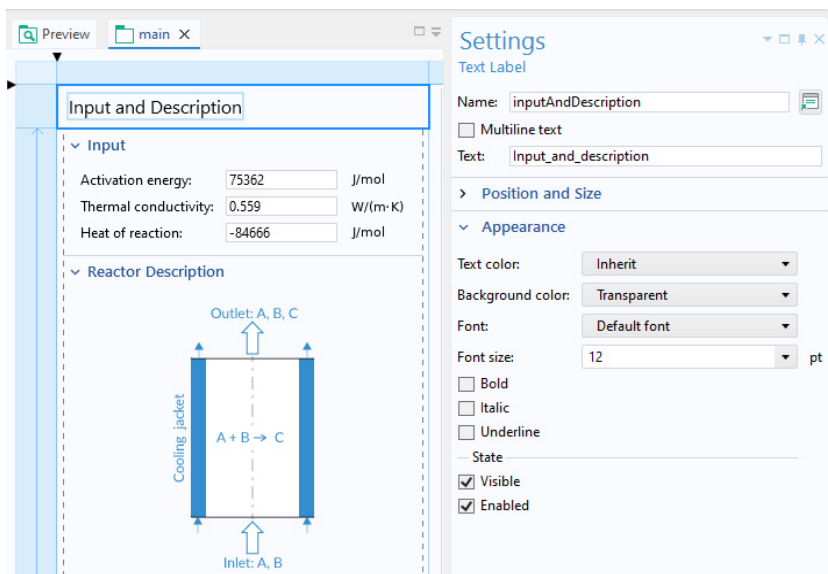 Preview
main
Input and Description
Input
Activation energy: 75362 J/mol
Thermal conductivity: 0.559 W/(m·K)
Heat of reaction: -84666 J/mol
Reactor Description
Outlet: A, B, C
Cooling jacket
A + B → C
Inlet: A, B
Settings
Text Label
Name: inputAndDescription
Multiline text
Text: Input_and_description
Position and Size
Appearance
Text color: Inherit
Background color: Transparent
Font: Default font
Font size: 12 pt
Bold
Italic
Underline
State
Visible
Enabled